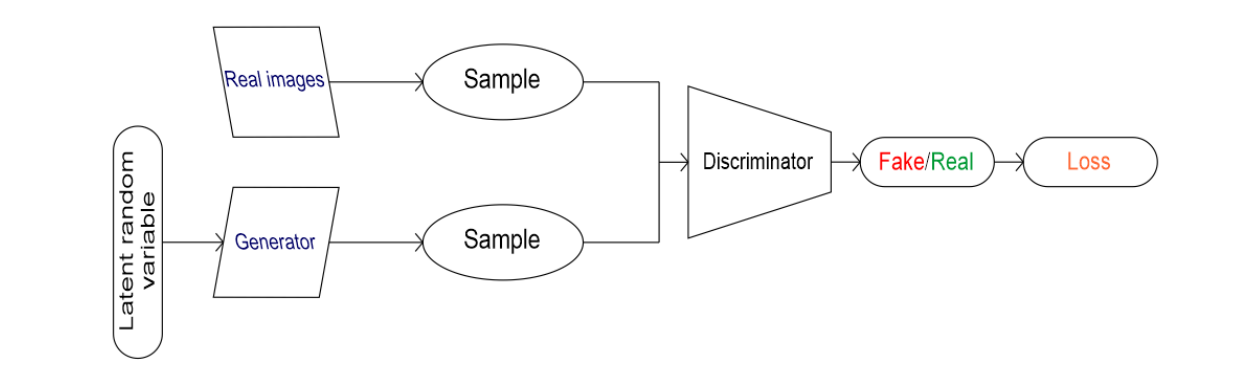 Real images
Sample
Latent random
variable
Generator
Sample
Discriminator
Fake/Real
Loss